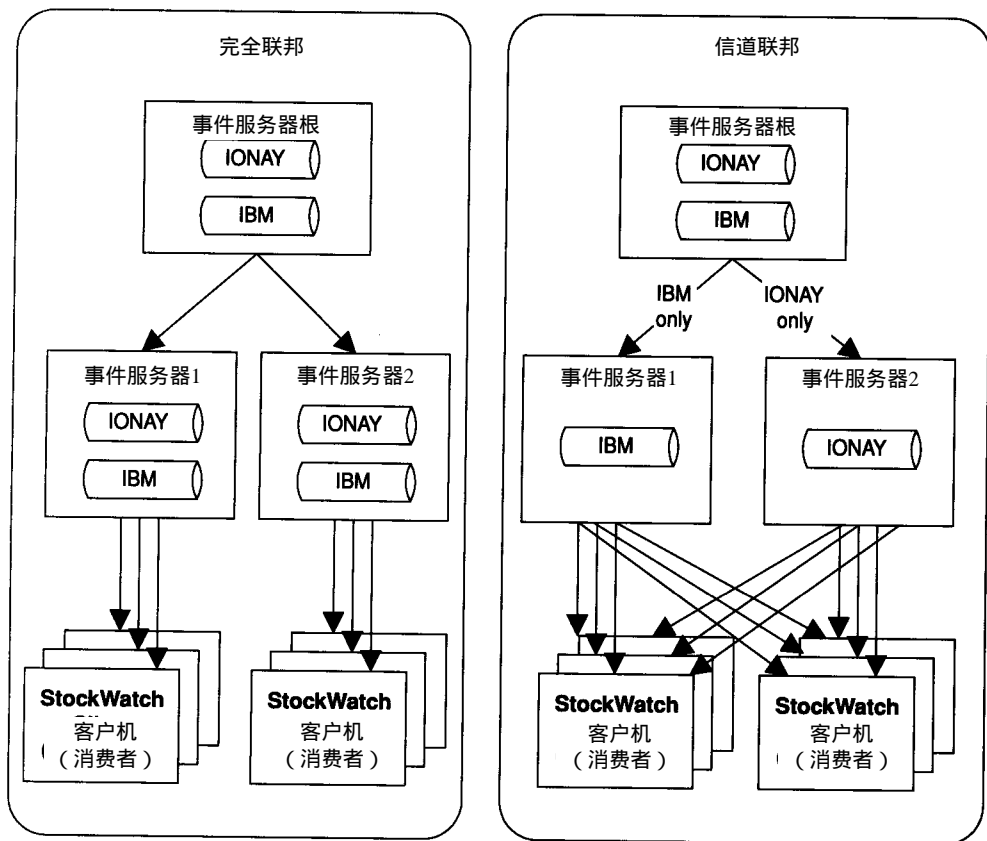 完全联邦
事件服务器根
IONAY
IBM
事件服务器1
IONAY
IBM
事件服务器2
IONAY
IBM
StockWatch
客户机
（消费者）
StockWatch
客户机
（消费者）
信道联邦
事件服务器根
IONAY
IBM
IBM
only
IONAY
only
事件服务器1
IBM
事件服务器2
IONAY
StockWatch
客户机
（消费者）
StockWatch
客户机
（消费者）